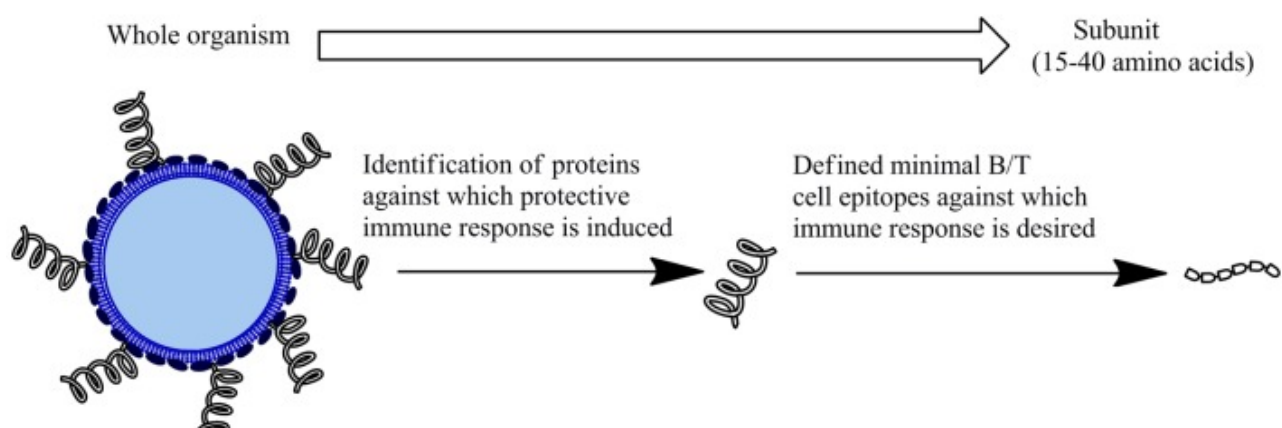 Whole organism
Subunit
(15-40 amino acids)
Identification of proteins
against which protective
immune response is induced
Defined minimal B/T
cell epitopes against which
immune response is desired